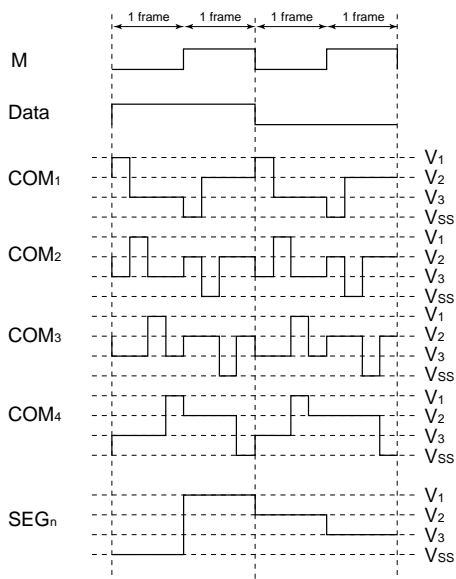 1 frame 1 frame 1 frame 1 frame
M
Data
COM1
V1
V2
V3
VSS
COM2
V1
V2
V3
VSS
COM3
V1
V2
V3
VSS
COM4
V1
V2
V3
VSS
SEGn
V1
V2
V3
VSS